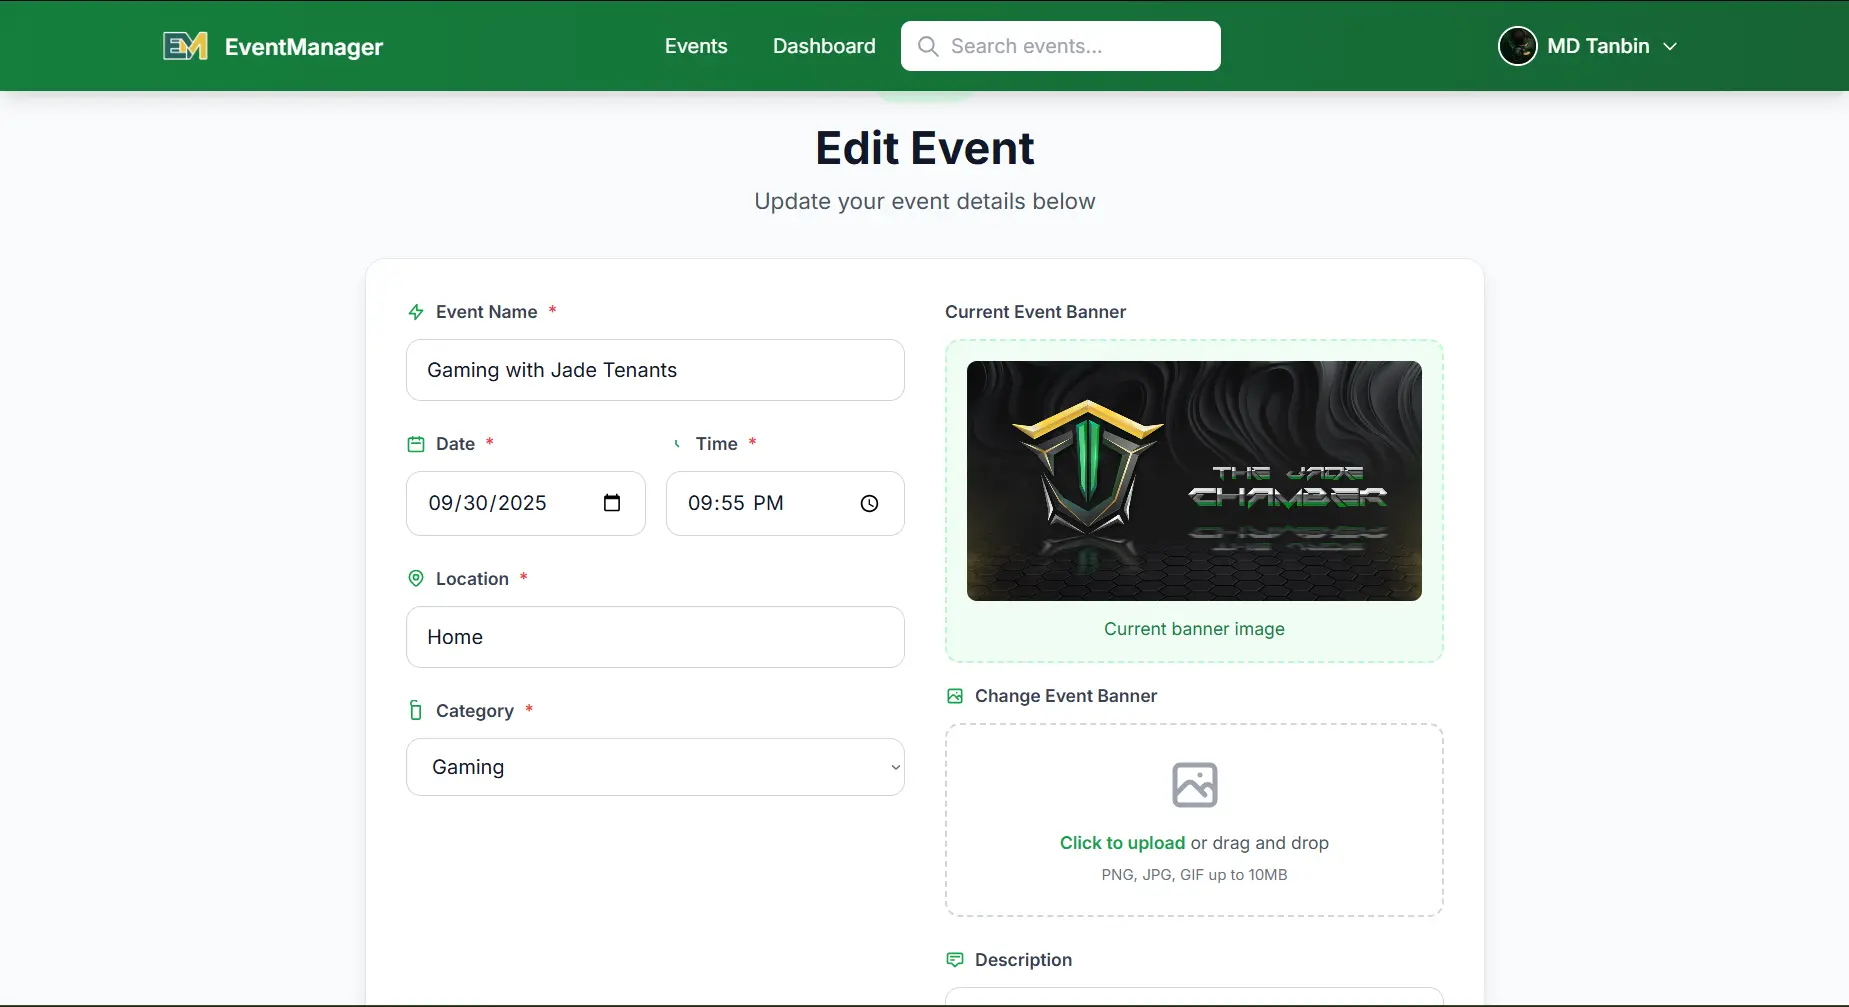 EM EventManager
Events
Dashboard
Search events...
MD Tanbin
Edit Event
Update your event details below
Event Name *
Gaming with Jade Tenants
Date *
09/30/2025
Time *
09:55 PM
Location *
Home
Category *
Gaming
Current Event Banner
THE JADE
CHAMBER
Current banner image
Change Event Banner
Click to upload or drag and drop
PNG, JPG, GIF up to 10MB
Description